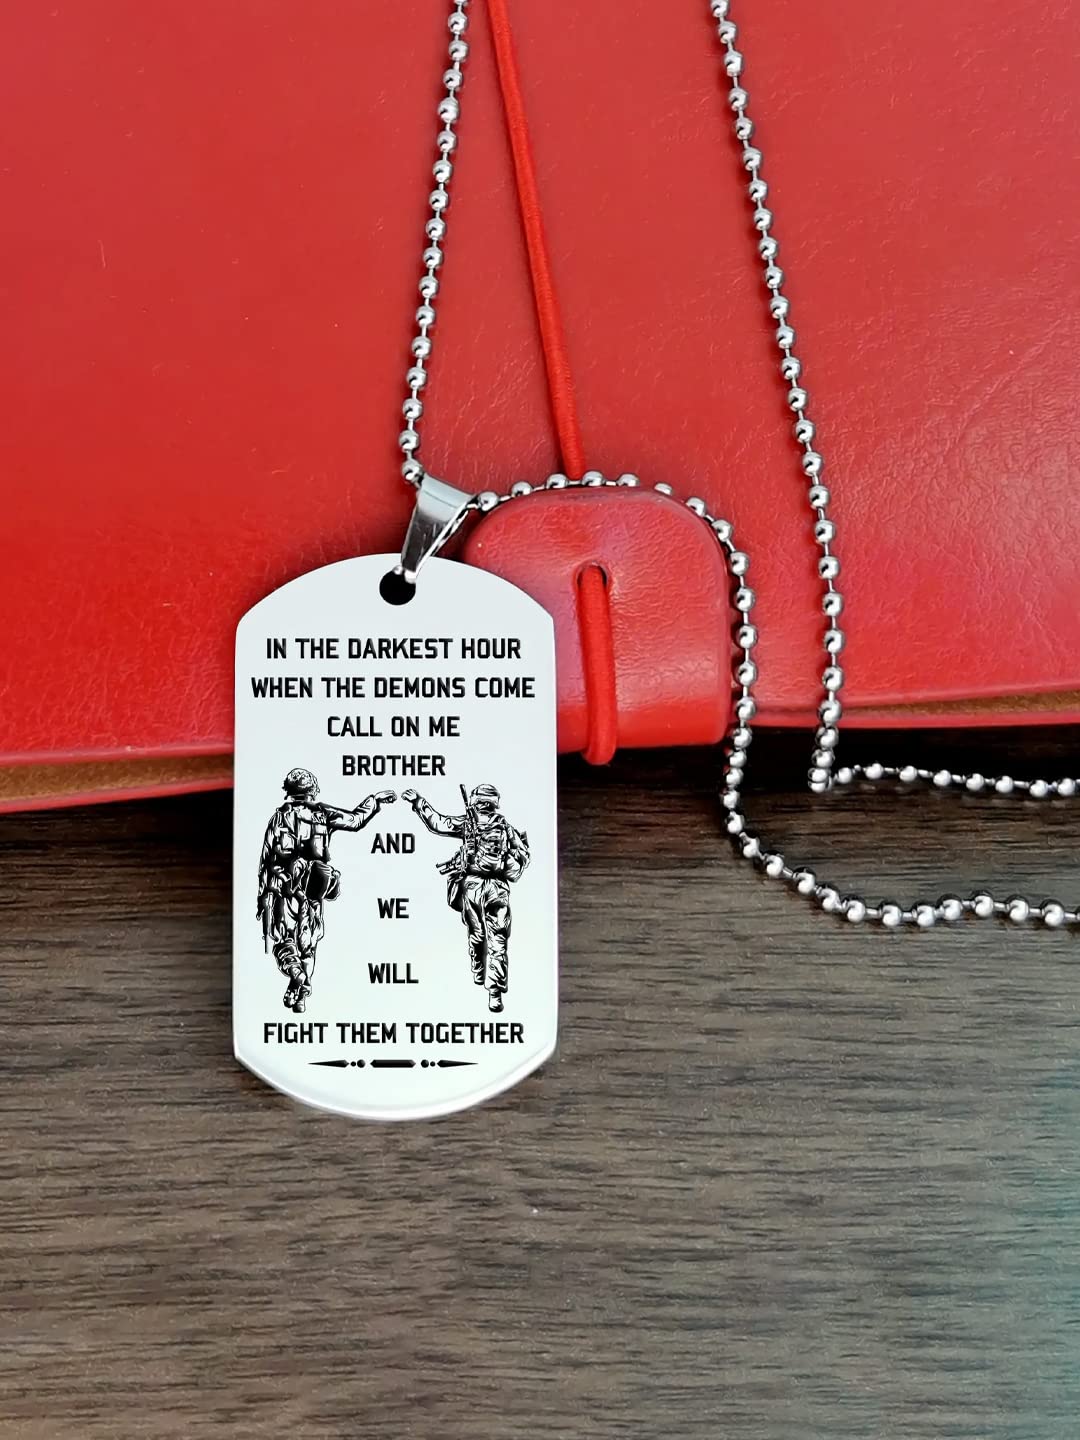 IN THE DARKEST HOUR
WHEN THE DEMONS COME
CALL ON ME
BROTHER
AND
WE
WILL
FIGHT THEM TOGETHER